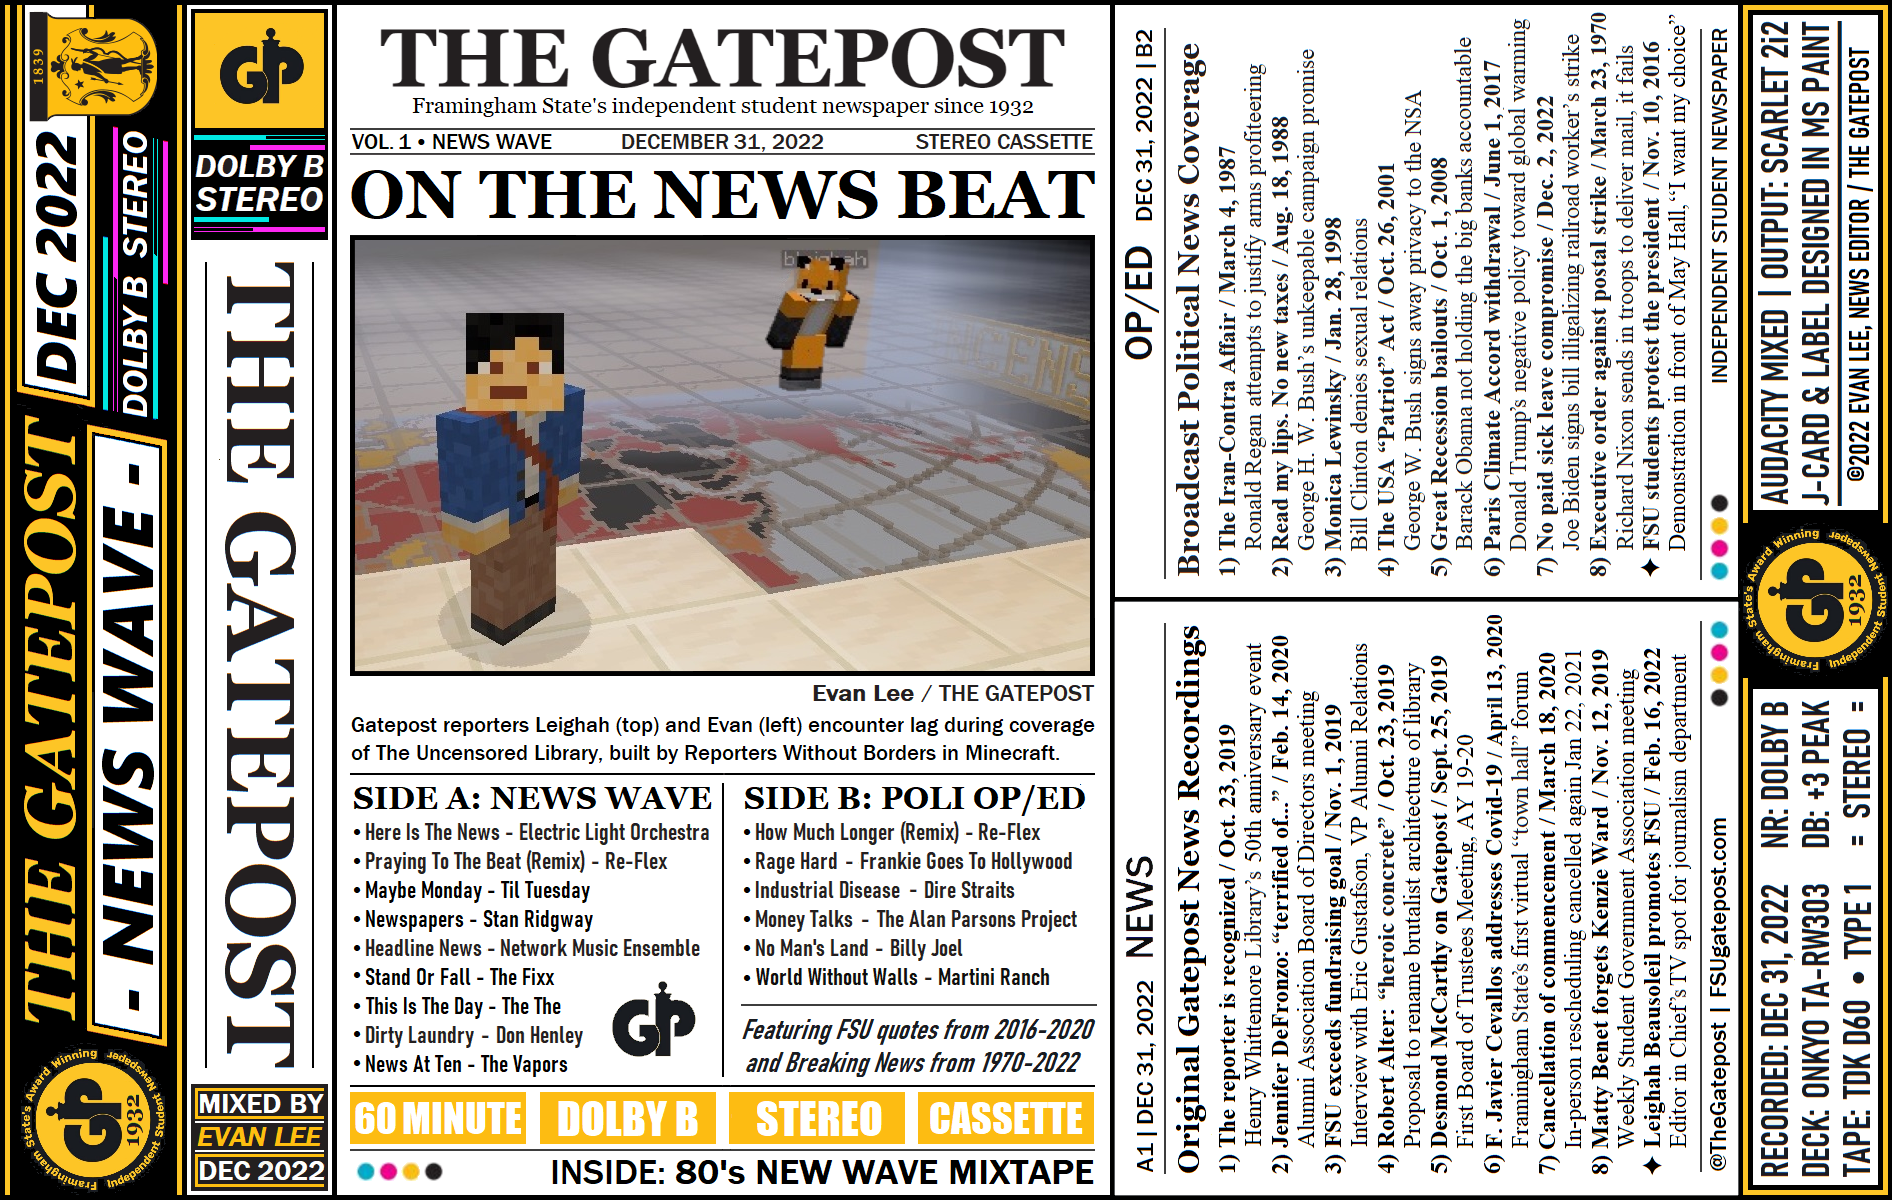 1839
DEC 2022
DOLBY B STEREO
THE GATEPOST
- NEWS WAVE -
Framingham State's Award Winning
Independent Student Newspaper
GP
1932
GP
DOLBY B
STEREO
THE GATEPOST
MIXED BY
EVAN LEE
DEC 2022
THE GATEPOST
Framingham State's independent student newspaper since 1932
VOL. 1 • NEWS WAVE DECEMBER 31, 2022 STEREO CASSETTE
ON THE NEWS BEAT
Evan Lee / THE GATEPOST
Gatepost reporters Leighah (top) and Evan (left) encounter lag during coverage
of The Uncensored Library, built by Reporters Without Borders in Minecraft.
SIDE A: NEWS WAVE
• Here Is The News - Electric Light Orchestra
• Praying To The Beat (Remix) - Re-Flex
• Maybe Monday - Til Tuesday
• Newspapers - Stan Ridgway
• Headline News - Network Music Ensemble
• Stand Or Fall - The Fixx
• This Is The Day - The The
• Dirty Laundry - Don Henley
• News At Ten - The Vapors
GP
SIDE B: POLI OP/ED
• How Much Longer (Remix) - Re-Flex
• Rage Hard - Frankie Goes To Hollywood
• Industrial Disease - Dire Straits
• Money Talks - The Alan Parsons Project
• No Man's Land - Billy Joel
• World Without Walls - Martini Ranch
Featuring FSU quotes from 2016-2020
and Breaking News from 1970-2022
60 MINUTE DOLBY B STEREO CASSETTE
INSIDE: 80's NEW WAVE MIXTAPE
A1 | DEC 31, 2022 NEWS
Original Gatepost News Recordings
1) The reporter is recognized / Oct. 23, 2019
Henry Whittemore Library's 50th anniversary event
2) Jennifer DeFronzo: “terrified of...” / Feb. 14, 2020
Alumni Association Board of Directors meeting
3) FSU exceeds fundraising goal / Nov. 1, 2019
Interview with Eric Gustafson, VP Alumni Relations
4) Robert Alter: “heroic concrete” / Oct. 23, 2019
Proposal to rename brutalist architecture of library
5) Desmond McCarthy on Gatepost / Sept. 25, 2019
First Board of Trustees Meeting, AY 19-20
6) F. Javier Cevallos addresses Covid-19 / April 13, 2020
Framingham State's first virtual “town hall” forum
7) Cancellation of commencement / March 18, 2020
In-person rescheduling cancelled again Jan 22, 2021
8) Matty Benet forgets Kenzie Ward / Nov. 12, 2019
Weekly Student Government Association meeting
✦ Leighah Beausoleil promotes FSU / Feb. 16, 2022
Editor in Chief's TV spot for journalism department
@TheGatepost | FSUgatepost.com
OP/ED DEC 31, 2022 | B2
Broadcast Political News Coverage
1) The Iran-Contra Affair / March 4, 1987
Ronald Regan attempts to justify arms profiteering
2) Read my lips. No new taxes / Aug. 18, 1988
George H. W. Bush's unkeepable campaign promise
3) Monica Lewinsky / Jan. 28, 1998
Bill Clinton denies sexual relations
4) The USA “Patriot” Act / Oct. 26, 2001
George W. Bush signs away privacy to the NSA
5) Great Recession bailouts / Oct. 1, 2008
Barack Obama not holding the big banks accountable
6) Paris Climate Accord withdrawal / June 1, 2017
Donald Trump's negative policy toward global warming
7) No paid sick leave compromise / Dec. 2, 2022
Joe Biden signs bill illigalizing railroad worker's strike
8) Executive order against postal strike / March 23, 1970
Richard Nixon sends in troops to deliver mail, it fails
✦ FSU students protest the president / Nov. 10, 2016
Demonstration in front of May Hall, “I want my choice”
INDEPENDENT STUDENT NEWSPAPER
RECORDED: DEC 31, 2022 NR: DOLBY B
DECK: ONKYO TA-RW303 DB: +3 PEAK
TAPE: TDK D60 • TYPE 1 = STEREO =
Framingham State's Award Winning
Independent Student Newspaper
GP
1932
AUDACITY MIXED | OUTPUT: SCARLET 2i2
J-CARD & LABEL DESIGNED IN MS PAINT
©2022 EVAN LEE, NEWS EDITOR / THE GATEPOST